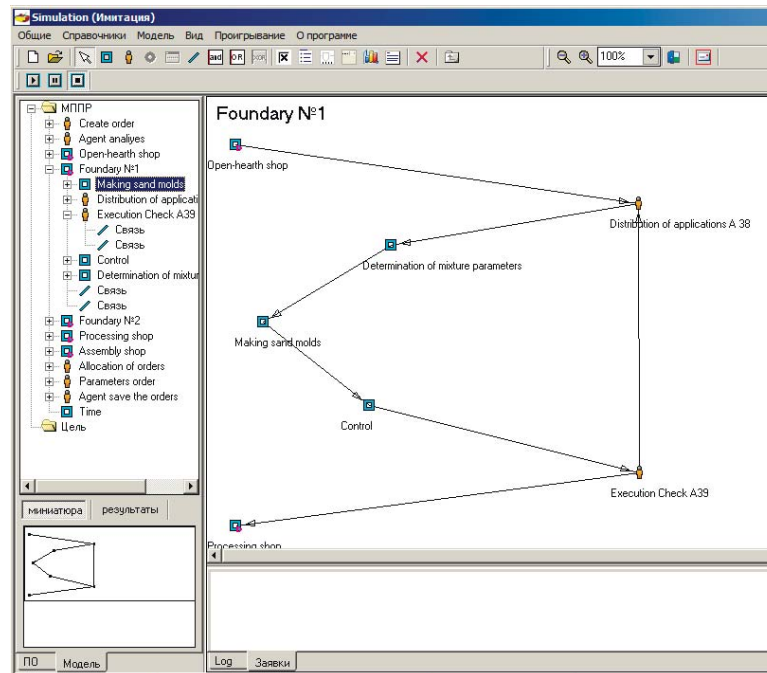 Simulation (Имитация)
Общие Справочники Модель Вид Проигрывание О программе
aid OR XOR 100%
МППР
Create order
Agent analiyes
Open-hearth shop
Foundary №1
Making sand molds
Distribution of applicati
Execution Check A39
Связь
Связь
Control
Determination of mixtur
Связь
Связь
Foundary №2
Processing shop
Assembly shop
Allocation of orders
Parameters order
Agent save the orders
Time
Цель
миниатюра результаты
ПО Модель
Foundary №1
Open-hearth shop
Distribution of applications A 38
Determination of mixture parameters
Making sand molds
Control
Execution Check A39
Processing shop
Log Заявки